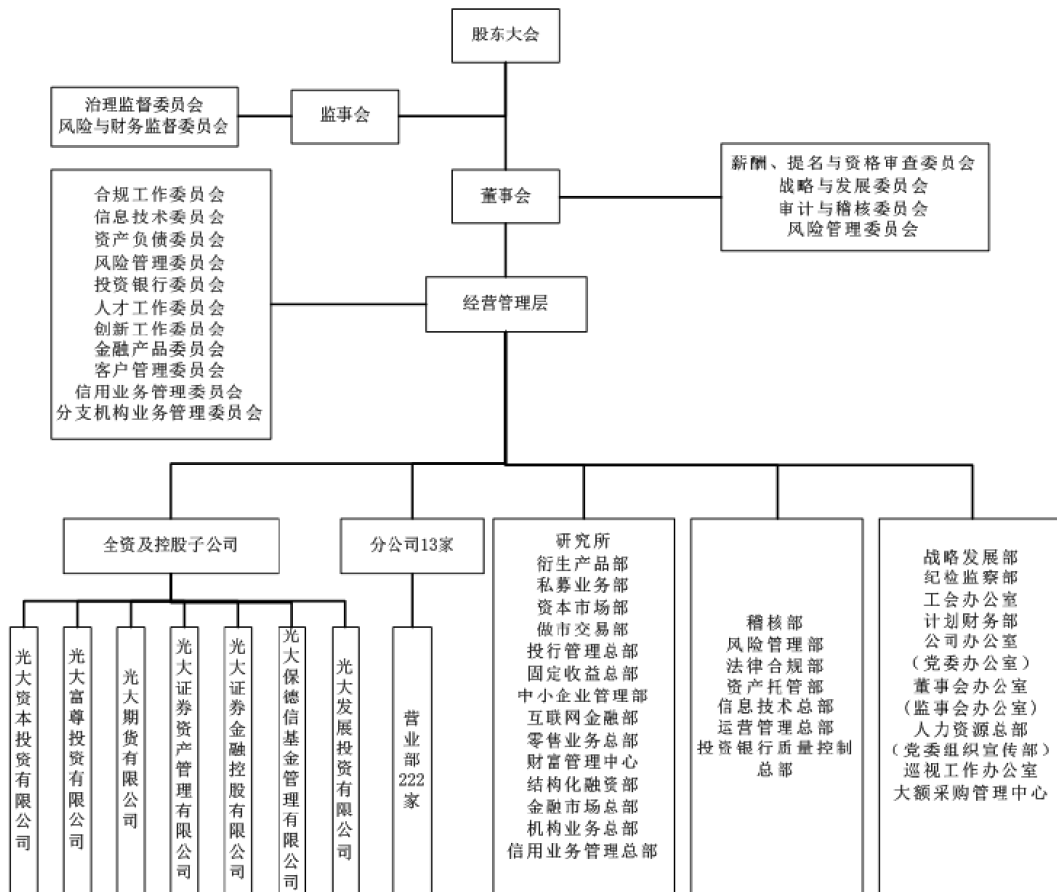 股东大会
治理监督委员会
风险与财务监督委员会
监事会
董事会
薪酬、提名与资格审查委员会
战略与发展委员会
审计与稽核委员会
风险管理委员会
合规工作委员会
信息技术委员会
资产负债委员会
风险管理委员会
投资银行委员会
人才工作委员会
创新工作委员会
金融产品委员会
客户管理委员会
信用业务管理委员会
分支机构业务管理委员会
经营管理层
全资及控股子公司
光大资本投资有限公司
光大富尊投资有限公司
光大期货有限公司
光大证券资产管理有限公司
光大证券金融控股有限公司
光大保德信基金管理有限公司
光大发展投资有限公司
分公司13家
营业部222家
研究所
衍生产品部
私募业务部
资本市场部
做市交易部
投行管理总部
固定收益总部
中小企业管理部
互联网金融部
零售业务总部
财富管理中心
结构化融资部
金融市场总部
机构业务总部
信用业务管理总部
稽核部
风险管理部
法律合规部
资产托管部
信息技术总部
运营管理总部
投资银行质量控制
总部
战略发展部
纪检监察部
工会办公室
计划财务部
公司办公室
（党委办公室）
董事会办公室
(监事会办公室）
人力资源总部
（党委组织宣传部）
巡视工作办公室
大额采购管理中心